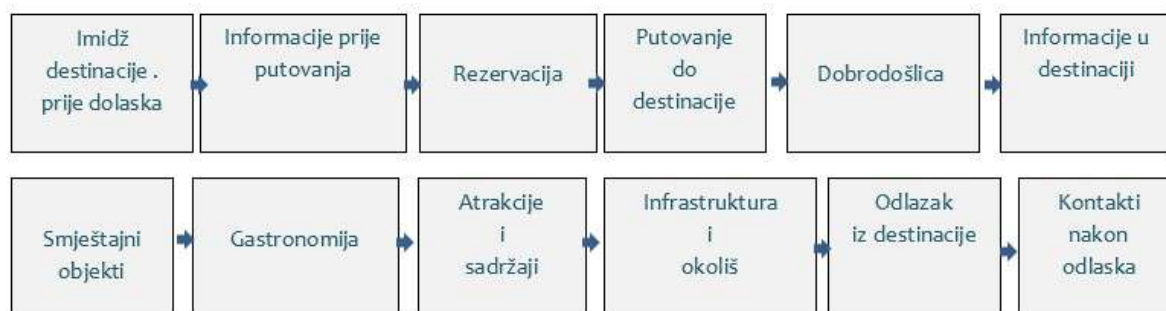 Imidž
destinacije .
prije dolaska
Informacije prije
putovanja
Rezervacija
Putovanje
do
destinacije
Dobrodošlica
Informacije u
destinaciji
Smještajni
objekti
Gastronomija
Atrakcije
i
sadržaji
Infrastruktura
i
okoliš
Odlazak
iz destinacije
Kontakti
nakon
odlaska